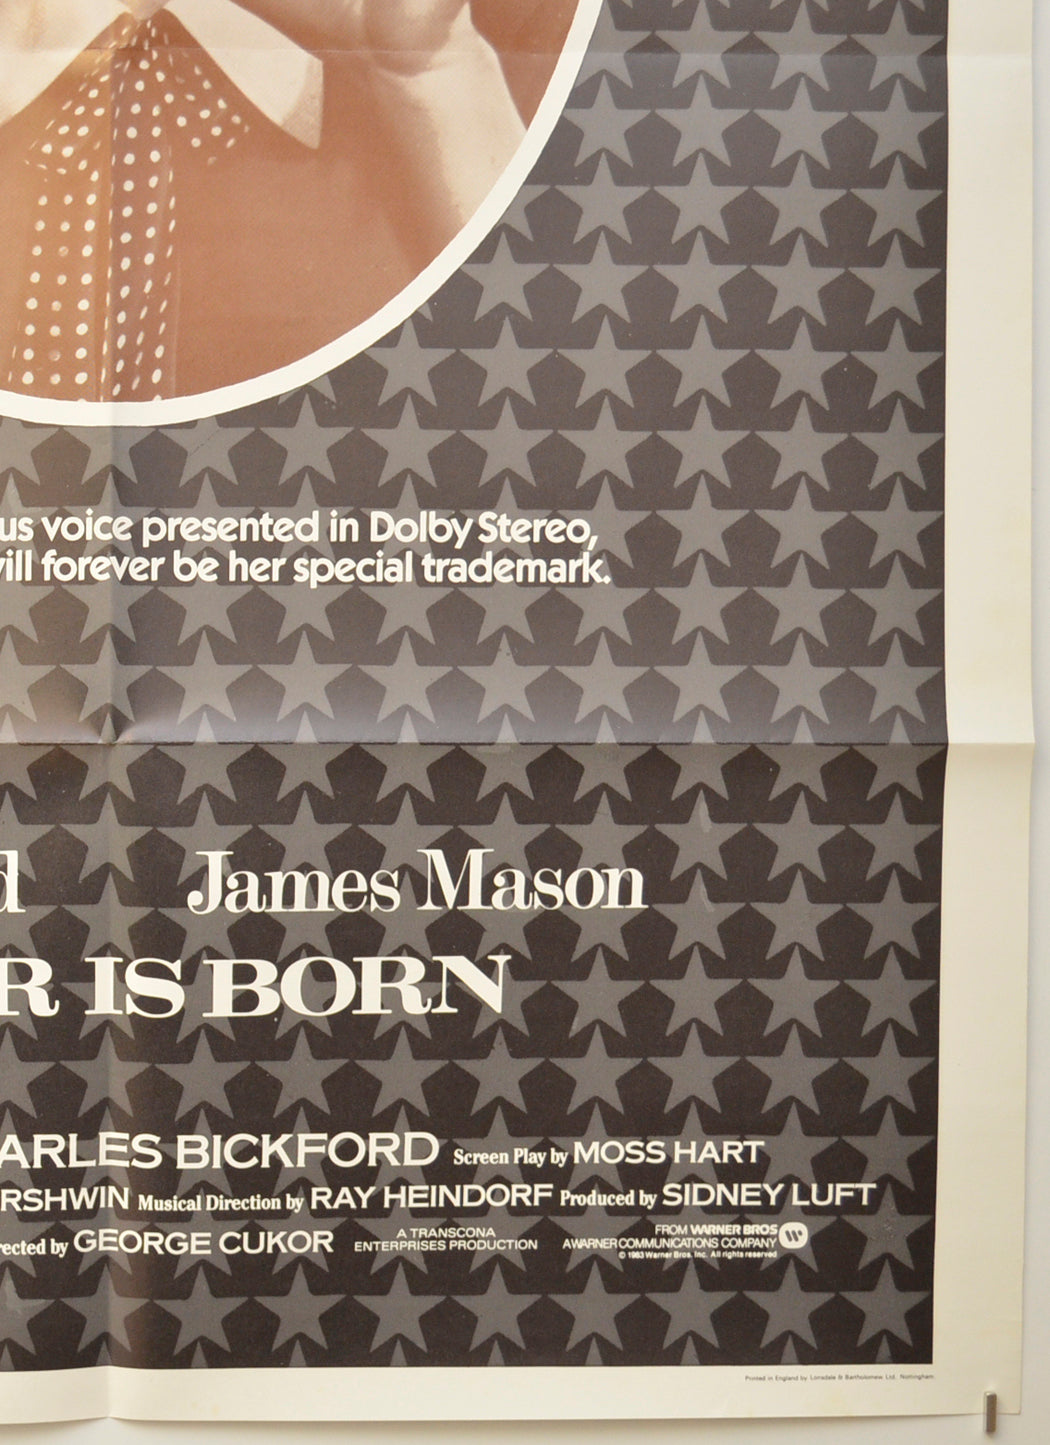 us voice presented in Dolby Stereo,
ill forever be her special trademark.
d James Mason
R IS BORN
ARLES BICKFORD Screen Play by MOSS HART
RSHWIN Musical Direction by RAY HEINDORF Produced by SIDNEY LUFT
rected by GEORGE CUKOR A TRANSCONA ENTERPRISES PRODUCTION
FROM WARNER BROS
A WARNER COMMUNICATIONS COMPANY
© 1983 Warner Bros. Inc. All rights reserved
Printed in England by Lonsdale & Bartholomew Ltd. Nottingham.